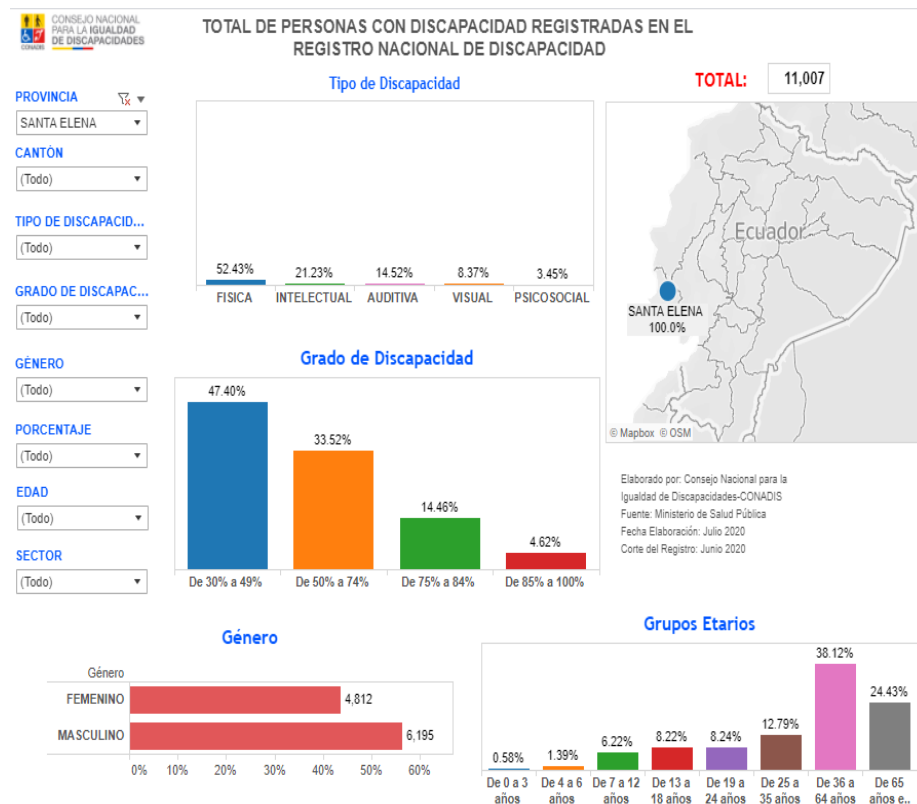 CONSEJO NACIONAL
PARA LA IGUALDAD
DE DISCAPACIDADES
CONADIS
TOTAL DE PERSONAS CON DISCAPACIDAD REGISTRADAS EN EL
REGISTRO NACIONAL DE DISCAPACIDAD
PROVINCIA
SANTA ELENA
CANTÓN
(Todo)
TIPO DE DISCAPACID...
(Todo)
GRADO DE DISCAPAC...
(Todo)
GÉNERO
(Todo)
PORCENTAJE
(Todo)
EDAD
(Todo)
SECTOR
(Todo)
Tipo de Discapacidad
52.43% 21.23% 14.52% 8.37% 3.45%
FISICA INTELECTUAL AUDITIVA VISUAL PSICOSOCIAL
TOTAL: 11,007
Ecuador
SANTA ELENA
100.0%
© Mapbox © OSM
Grado de Discapacidad
47.40%
33.52%
14.46%
4.62%
De 30% a 49% De 50% a 74% De 75% a 84% De 85% a 100%
Elaborado por: Consejo Nacional para la
Igualdad de Discapacidades-CONADIS
Fuente: Ministerio de Salud Pública
Fecha Elaboración: Julio 2020
Corte del Registro: Junio 2020
Género
Género
FEMENINO 4,812
MASCULINO 6,195
0% 10% 20% 30% 40% 50% 60%
Grupos Etarios
0.58% 1.39% 6.22% 8.22% 8.24% 12.79% 38.12% 24.43%
De 0 a 3 De 4 a 6 De 7 a 12 De 13 a De 19 a De 25 a De 36 a De 65
años años años 18 años 24 años 35 años 64 años años e..